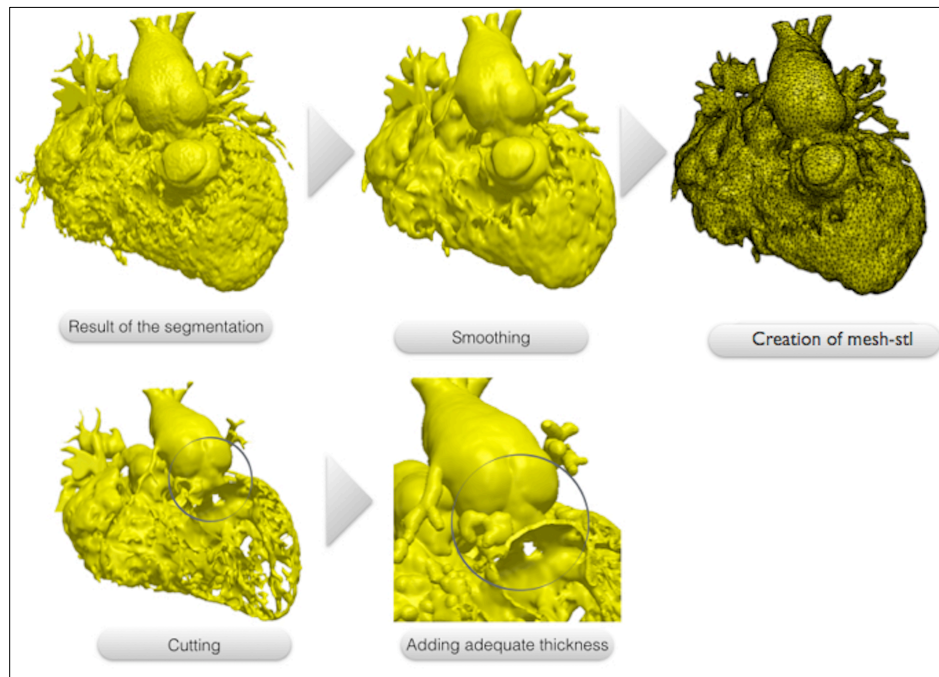 Result of the segmentation
Smoothing
Creation of mesh-stl
Cutting
Adding adequate thickness